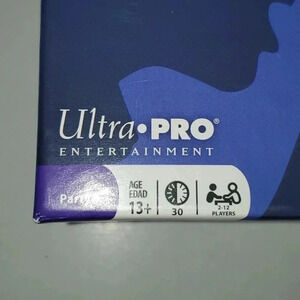 Ultra•PRO®
ENTERTAINMENT
Party
AGE
EDAD
13+
30
2-12
PLAYERS